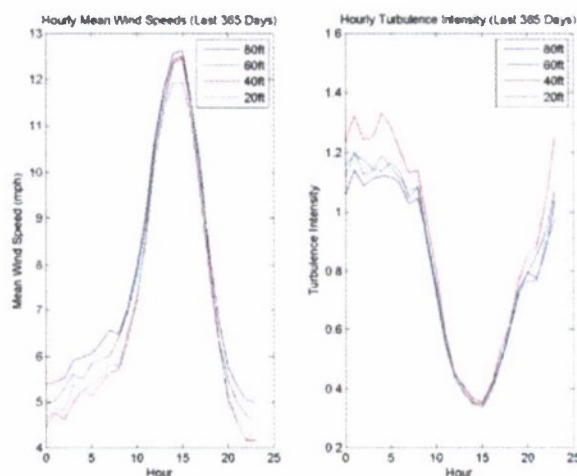 Hourly Mean Wind Speeds (Last 365 Days)
13
12
11
10
9
8
7
6
5
4
Mean Wind Speed (mph)
0 5 10 15 20 25
Hour
80ft
60ft
40ft
20ft
Hourly Turbulence Intensity (Last 365 Days)
1.6
1.4
1.2
1
0.8
0.6
0.4
0.2
Turbulence Intensity
0 5 10 15 20 25
Hour
80ft
60ft
40ft
20ft